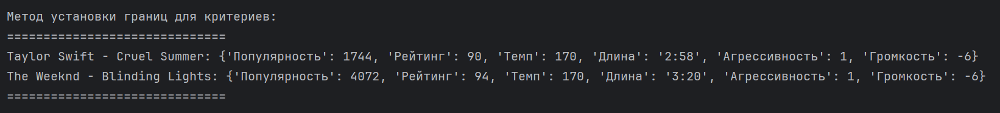 Метод установки границ для критериев:
==============================
Taylor Swift - Cruel Summer: {'Популярность': 1744, 'Рейтинг': 90, 'Темп': 170, 'Длина': '2:58', 'Агрессивность': 1, 'Громкость': -6}
The Weeknd - Blinding Lights: {'Популярность': 4072, 'Рейтинг': 94, 'Темп': 170, 'Длина': '3:20', 'Агрессивность': 1, 'Громкость': -6}
==============================